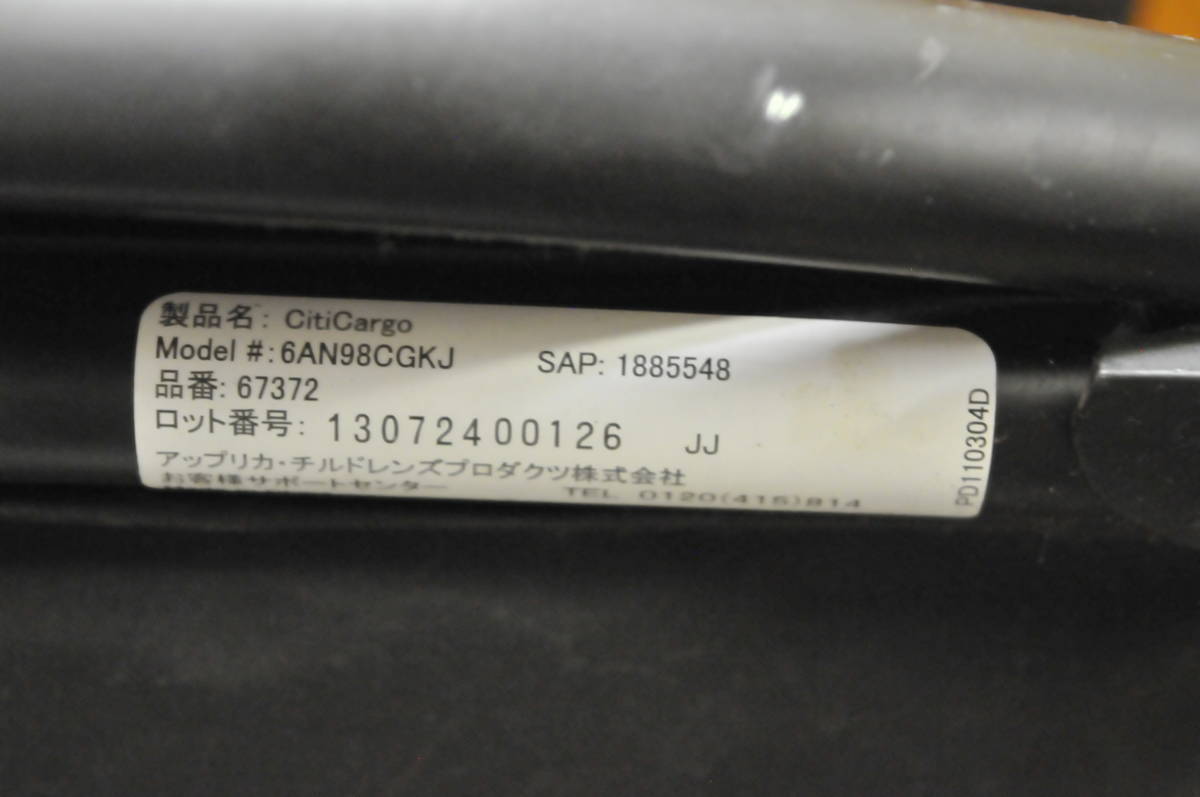 製品名: CitiCargo
Model #:6AN98CGKJ SAP: 1885548
品番: 67372
ロット番号: 13072400126 JJ
アップリカ・チルドレンズプロダクツ株式会社
お客様サポートセンター TEL 0120(415)814
PD110304D